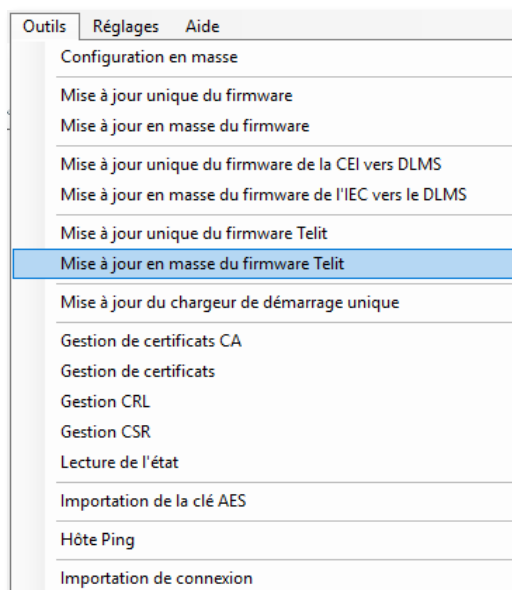 Outils Réglages Aide
Configuration en masse
Mise à jour unique du firmware
Mise à jour en masse du firmware
Mise à jour unique du firmware de la CEI vers DLMS
Mise à jour en masse du firmware de l'IEC vers le DLMS
Mise à jour unique du firmware Telit
Mise à jour en masse du firmware Telit
Mise à jour du chargeur de démarrage unique
Gestion de certificats CA
Gestion de certificats
Gestion CRL
Gestion CSR
Lecture de l'état
Importation de la clé AES
Hôte Ping
Importation de connexion